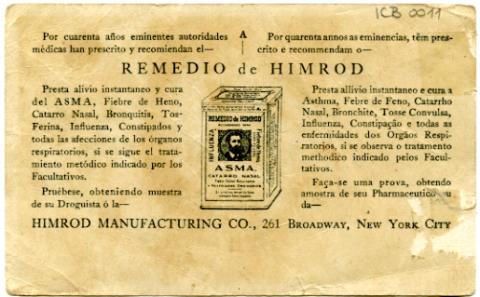 ICB 0011
Por cuarenta años eminentes autoridades
médicas han prescrito y recomiendan el—
A
Por quarenta annos as eminencias, têm pres-
crito e recommendam o—
REMEDIO de HIMROD
Presta alivio instantaneo y cura
del ASMA, Fiebre de Heno,
Catarro Nasal, Bronquitis, Tos-
Ferina, Influenza, Constipados y
todas las afecciones de los órganos
respiratorios, si se sigue el trata-
miento metódico indicado por los
Facultativos.
Pruébese, obteniendo muestra
de su Droguista ó la—
REMEDIO de HIMROD
INFLUENZA
ASMA.
CATARRO NASAL
Presta allivio instantaneo e cura a
Asthma, Febre de Feno, Catarrho
Nasal, Bronchite, Tosse Convulsa,
Influenza, Constipação e todas as
enfermidades dos Orgãos Respi-
ratorios, si se observa o tratamento
methodico indicado pelos Facul-
tativos.
Faça-se uma prova, obtendo
amostra de seu Pharmaceutico ou
da—
HIMROD MANUFACTURING CO., 261 BROADWAY, NEW YORK CITY